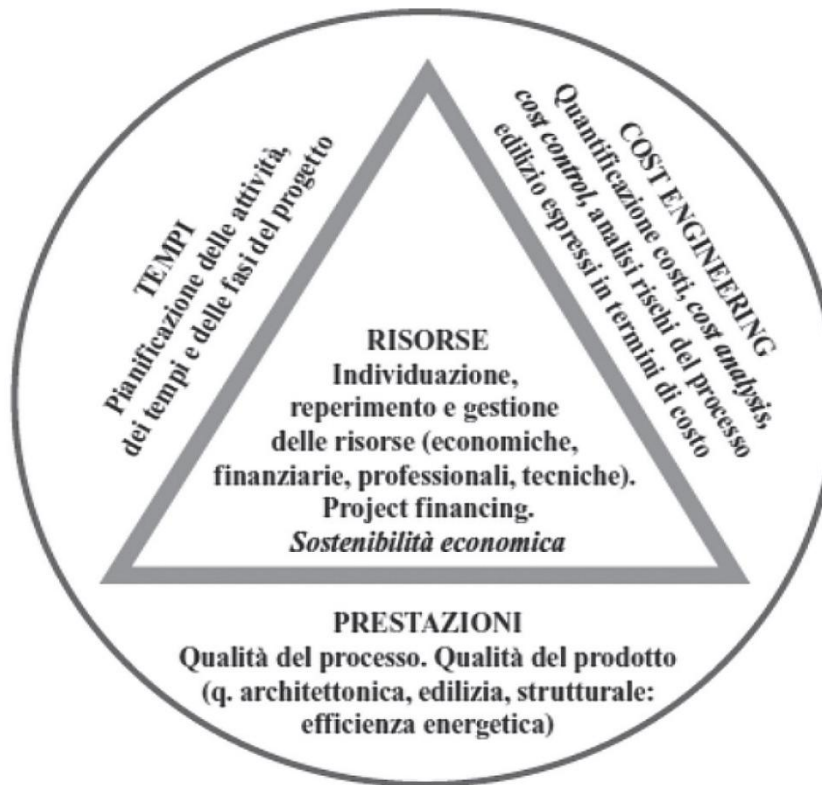 TEMPI
Pianificazione delle attività,
dei tempi e delle fasi del progetto
COST ENGINEERING
Quantificazione costi, cost analysis,
cost control, analisi rischi del processo
edilizio espressi in termini di costo
RISORSE
Individuazione,
reperimento e gestione
delle risorse (economiche,
finanziarie, professionali, tecniche).
Project financing.
Sostenibilità economica
PRESTAZIONI
Qualità del processo. Qualità del prodotto
(q. architettonica, edilizia, strutturale:
efficienza energetica)